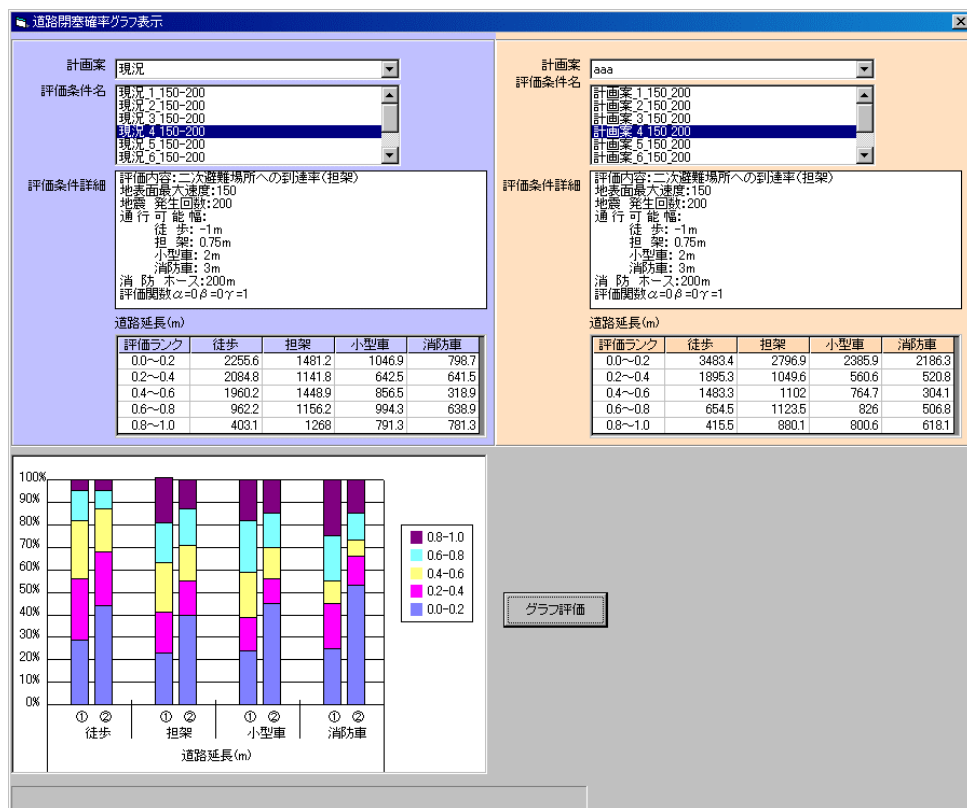 道路閉塞確率グラフ表示
計画案 現況
評価条件名
現況_1_150-200
現況_2_150-200
現況_3_150-200
現況_4_150-200
現況_5_150-200
現況_6_150-200
評価条件詳細
評価内容:二次避難場所への到達率(担架)
地表面最大速度:150
地震 発生回数:200
通 行 可 能 幅:
徒 歩: -1m
担 架: 0.75m
小型車: 2m
消防車: 3m
消 防 ホース:200m
評価関数α=0β=0γ=1
道路延長(m)
評価ランク 徒歩 担架 小型車 消防車
0.0～0.2 2255.6 1481.2 1046.9 798.7
0.2～0.4 2084.8 1141.8 642.5 641.5
0.4～0.6 1960.2 1448.9 856.5 318.9
0.6～0.8 962.2 1156.2 994.3 638.9
0.8～1.0 403.1 1268 791.3 781.3
計画案 aaa
評価条件名
計画案_1_150_200
計画案_2_150_200
計画案_3_150_200
計画案_4_150_200
計画案_5_150_200
計画案_6_150_200
評価条件詳細
評価内容:二次避難場所への到達率(担架)
地表面最大速度:150
地震 発生回数:200
通 行 可 能 幅:
徒 歩: -1m
担 架: 0.75m
小型車: 2m
消防車: 3m
消 防 ホース:200m
評価関数α=0β=0γ=1
道路延長(m)
評価ランク 徒歩 担架 小型車 消防車
0.0～0.2 3483.4 2796.9 2385.9 2186.3
0.2～0.4 1895.3 1049.6 560.6 520.8
0.4～0.6 1483.3 1102 764.7 304.1
0.6～0.8 654.5 1123.5 826 506.8
0.8～1.0 415.5 880.1 800.6 618.1
100%
90%
80%
70%
60%
50%
40%
30%
20%
10%
0%
① ② ① ② ① ② ① ②
徒歩 担架 小型車 消防車
道路延長(m)
0.8-1.0
0.6-0.8
0.4-0.6
0.2-0.4
0.0-0.2
グラフ評価